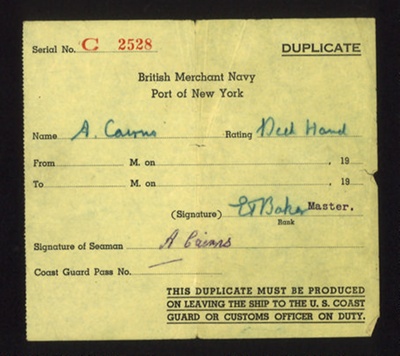 Serial No. C 2528 DUPLICATE
British Merchant Navy
Port of New York
Name A. Cairns Rating Deck Hand
From M. on , 19
To M. on , 19
(Signature) ETBaker Master.
Bank
Signature of Seaman A Cairns
Coast Guard Pass No.
THIS DUPLICATE MUST BE PRODUCED
ON LEAVING THE SHIP TO THE U. S. COAST
GUARD OR CUSTOMS OFFICER ON DUTY.